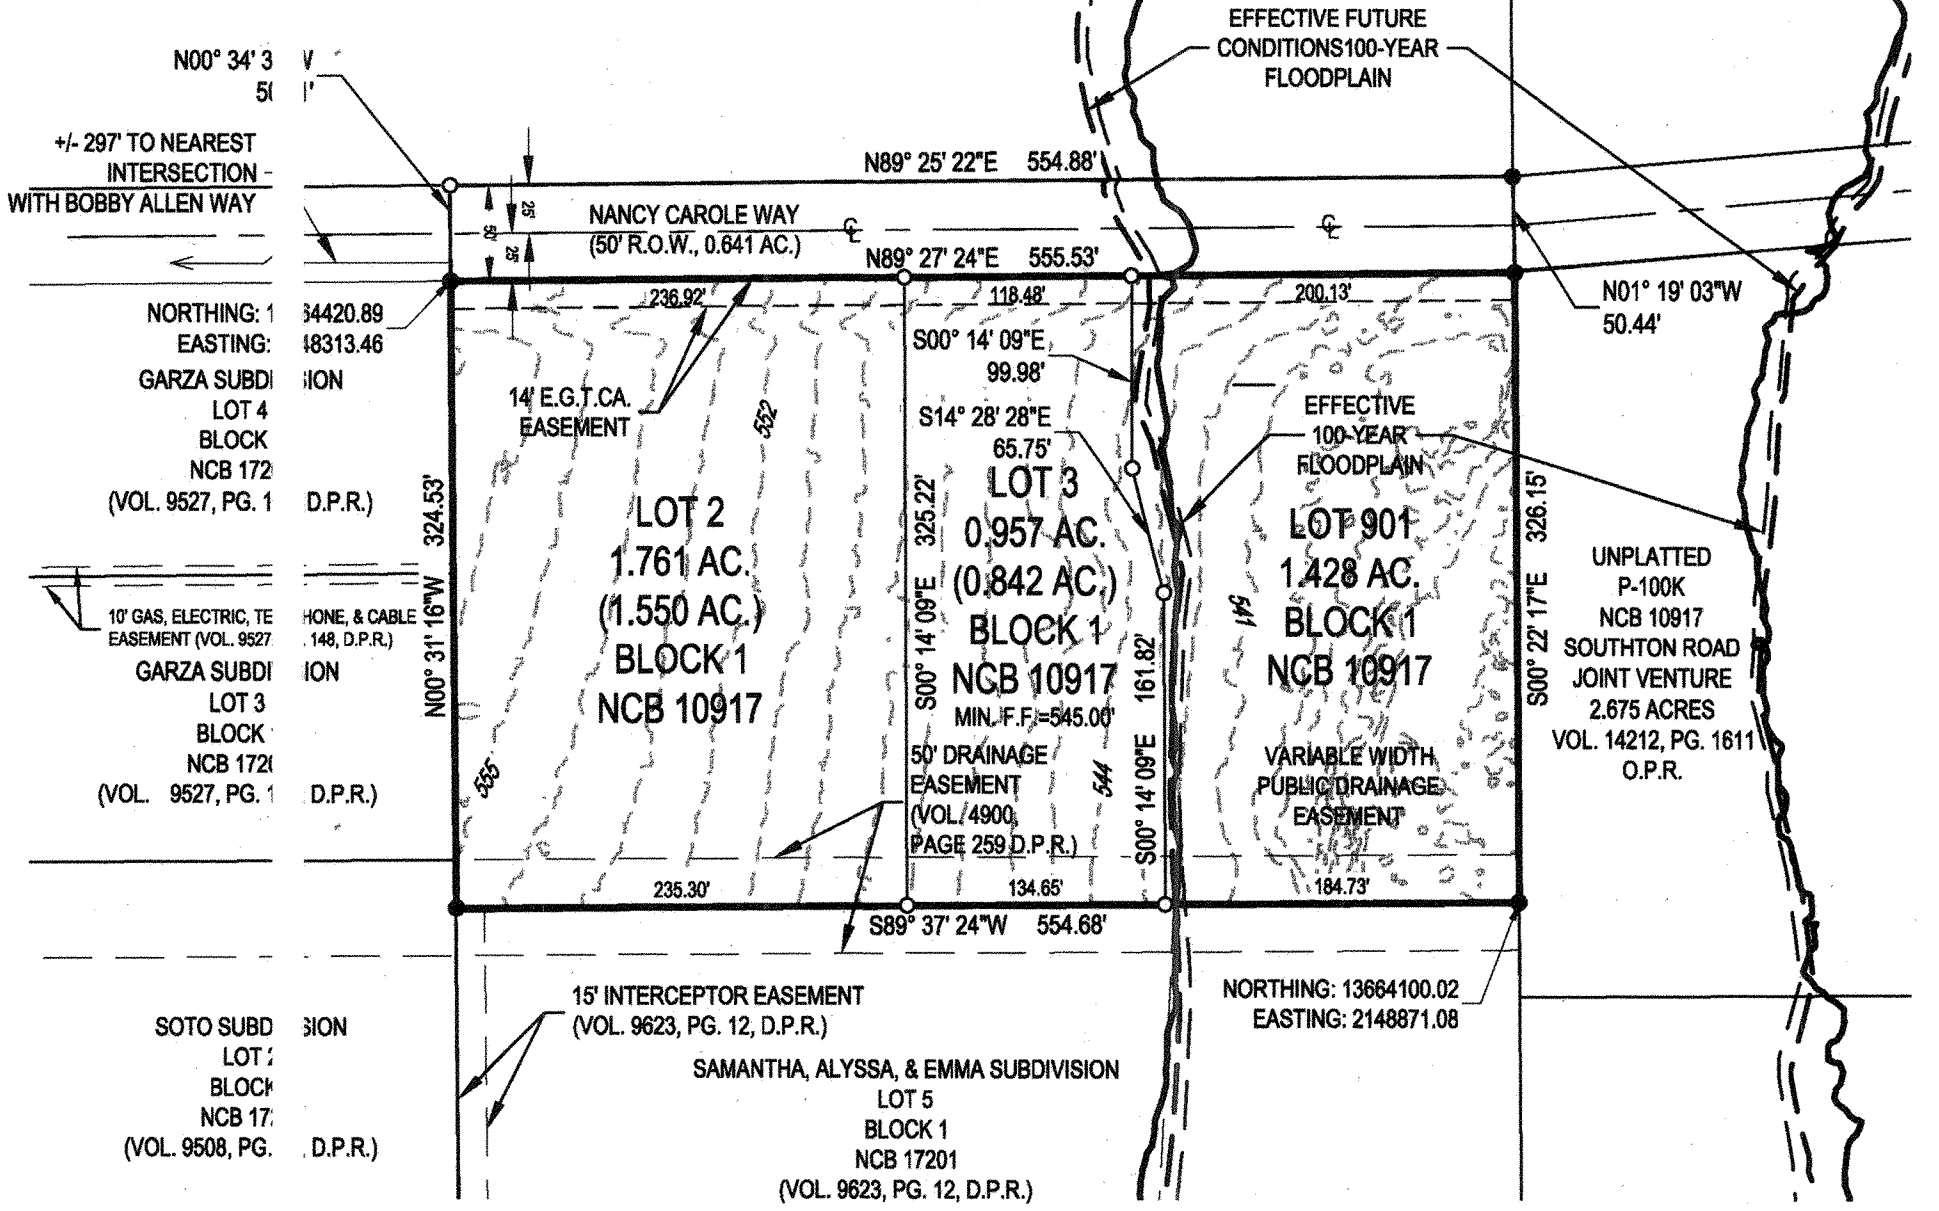 EFFECTIVE FUTURE
CONDITIONS100-YEAR
FLOODPLAIN
N00° 34'
+/- 297' TO NEAREST
INTERSECTION
WITH BOBBY ALLEN WAY
N89° 25' 22"E 554.88'
25'
50'
25'
NANCY CAROLE WAY
(50' R.O.W., 0.641 AC.)
N89° 27' 24"E 555.53'
N01° 19' 03"W
50.44'
236.92'
118.48'
200.13'
NORTHING: 1 64420.89
EASTING: 48313.46
GARZA SUBDI ISION
LOT 4
BLOCK
NCB 172
(VOL. 9527, PG. 1 D.P.R.)
14' E.G.T.CA.
EASEMENT
552
S00° 14' 09"E
99.98'
S14° 28' 28"E
65.75'
EFFECTIVE
100-YEAR
FLOODPLAIN
N00° 31' 16"W 324.53'
LOT 2
1.761 AC.
(1.550 AC.)
BLOCK 1
NCB 10917
S00° 14' 09"E 325.22'
LOT 3
0.957 AC.
(0.842 AC.)
BLOCK 1
NCB 10917
MIN. F.F.=545.00'
S00° 14' 09"E 161.82'
LOT 901
1.428 AC.
BLOCK 1
NCB 10917
541
S00° 22' 17"E 326.15'
UNPLATTED
P-100K
NCB 10917
SOUTHTON ROAD
JOINT VENTURE
2.675 ACRES
VOL. 14212, PG. 1611
O.P.R.
10' GAS, ELECTRIC, TE HONE, & CABLE
EASEMENT (VOL. 9527 . 148, D.P.R.)
GARZA SUBDI ION
LOT 3
BLOCK
NCB 172
(VOL. 9527, PG. 1 D.P.R.)
555
50' DRAINAGE
EASEMENT
(VOL. 4900,
PAGE 259 D.P.R.)
544
VARIABLE WIDTH
PUBLIC DRAINAGE
EASEMENT
235.30'
134.65'
184.73'
S89° 37' 24"W 554.68'
NORTHING: 13664100.02
EASTING: 2148871.08
15' INTERCEPTOR EASEMENT
(VOL. 9623, PG. 12, D.P.R.)
SOTO SUBD SION
LOT 2
BLOCK
NCB 17
(VOL. 9508, PG. D.P.R.)
SAMANTHA, ALYSSA, & EMMA SUBDIVISION
LOT 5
BLOCK 1
NCB 17201
(VOL. 9623, PG. 12, D.P.R.)